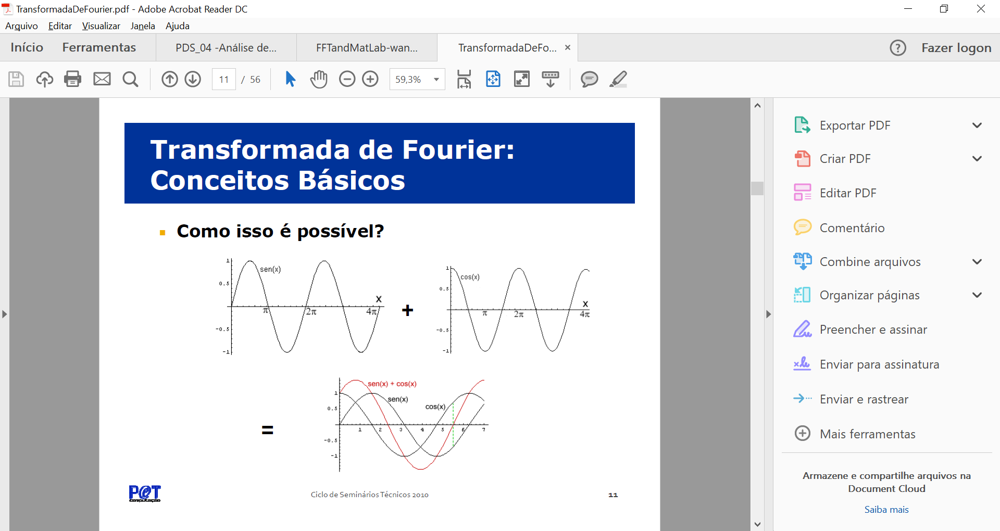 TransformadaDeFourier.pdf - Adobe Acrobat Reader DC
Arquivo Editar Visualizar Janela Ajuda
Início Ferramentas PDS_04 -Análise de... FFTandMatLab-wan... TransformadaDeFo... × ? Fazer logon
11 / 56 59,3%
Transformada de Fourier:
Conceitos Básicos
Como isso é possível?
1 sen(x)
0.5
x
π 2π 4π
-0.5
-1
+
1 cos(x)
0.5
x
π 2π 4π
-0.5
-1
=
sen(x) + cos(x)
1 sen(x) cos(x)
0.5
1 2 3 4 5 6 7
-0.5
-1
P@T
computação
Ciclo de Seminários Técnicos 2010
11
Exportar PDF
Criar PDF
Editar PDF
Comentário
Combine arquivos
Organizar páginas
Preencher e assinar
Enviar para assinatura
Enviar e rastrear
Mais ferramentas
Armazene e compartilhe arquivos na
Document Cloud
Saiba mais